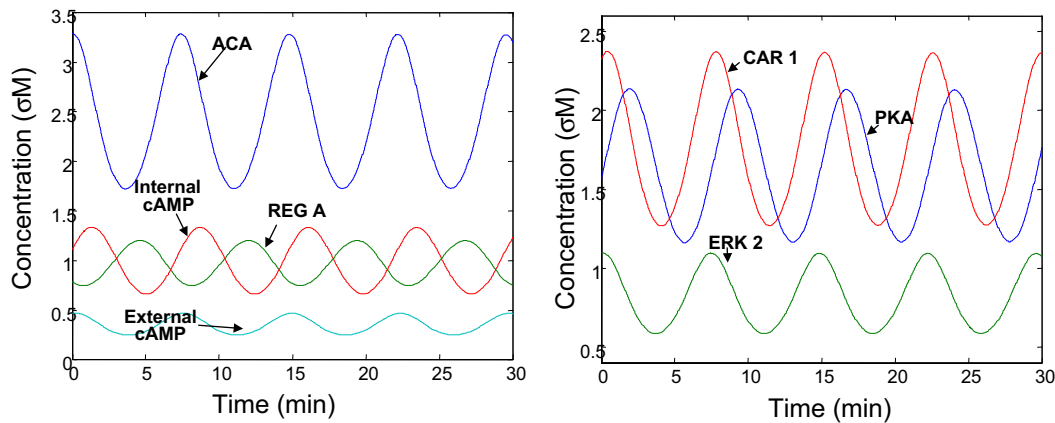 3.5
3
2.5
2
1.5
1
0.5
0
Concentration (σM)
ACA
Internal
cAMP
REG A
External
cAMP
0 5 10 15 20 25 30
Time (min)
2.5
2
1.5
1
0.5
Concentration (σM)
CAR 1
PKA
ERK 2
0 5 10 15 20 25 30
Time (min)